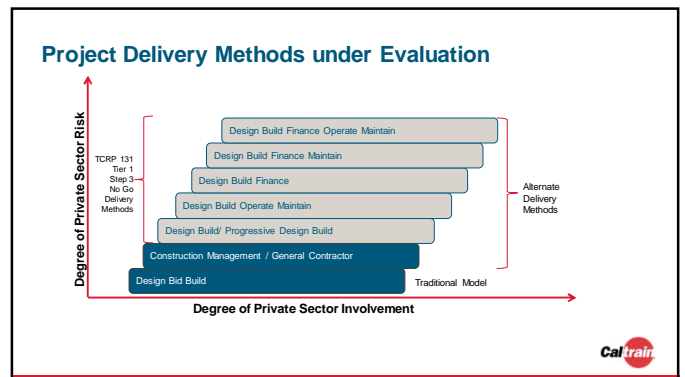 Project Delivery Methods under Evaluation
Degree of Private Sector Risk
TCRP 131
Tier 1
Step 3
No Go
Delivery
Methods
Design Build Finance Operate Maintain
Design Build Finance Maintain
Design Build Finance
Design Build Operate Maintain
Design Build/ Progressive Design Build
Construction Management / General Contractor
Design Bid Build
Alternate
Delivery
Methods
Traditional Model
Degree of Private Sector Involvement
Caltrain